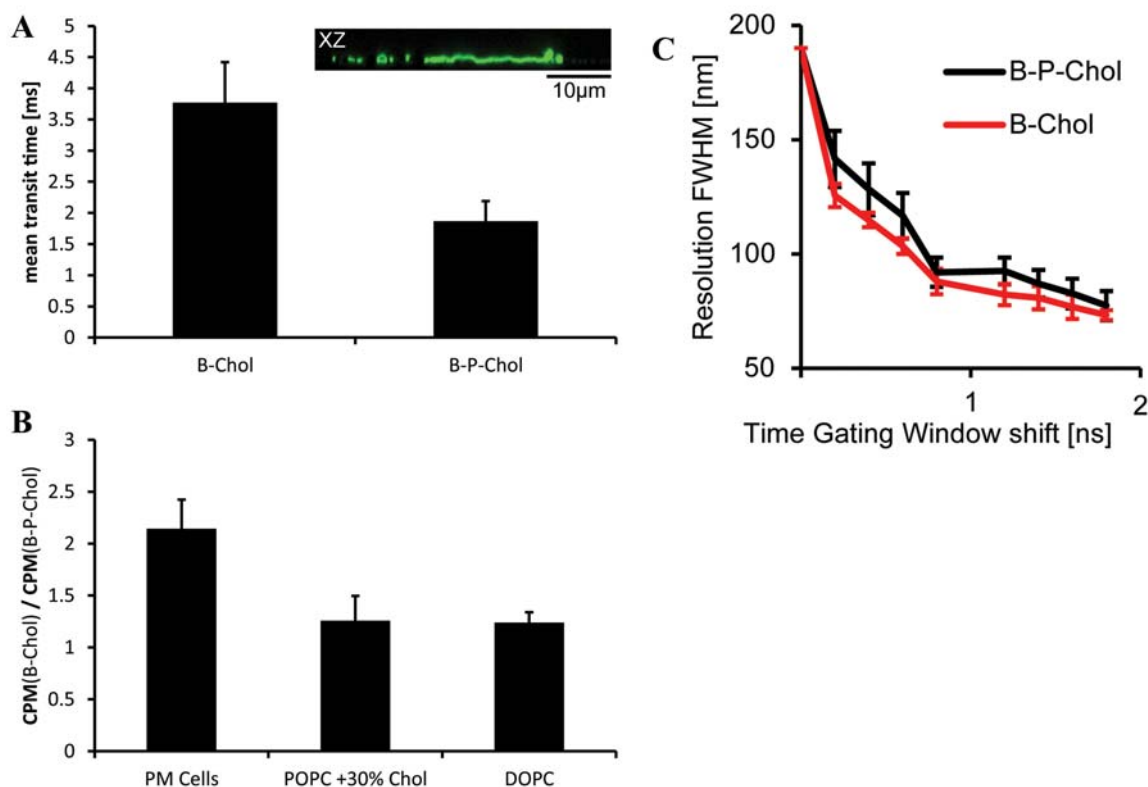 A
mean transit time [ms]
5
4.5
4
3.5
3
2.5
2
1.5
1
0.5
0
XZ
10µm
B-Chol
B-P-Chol
B
CPM(B-Chol) / CPM(B-P-Chol)
3
2.5
2
1.5
1
0.5
0
PM Cells
POPC +30% Chol
DOPC
C
Resolution FWHM [nm]
200
150
100
50
B-P-Chol
B-Chol
1
2
Time Gating Window shift [ns]